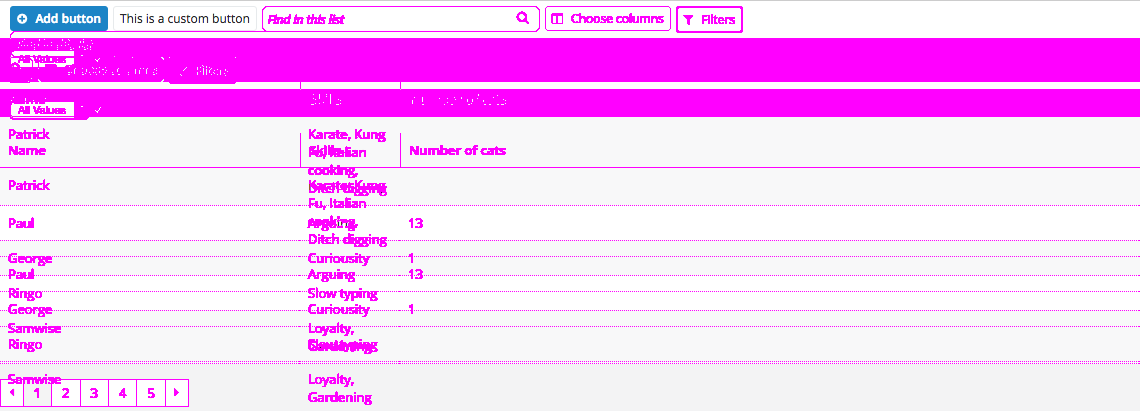 Add button This is a custom button Find in this list Choose columns Filters
All Values
Filters
Skills
All Values
Patrick Karate, Kung
Name Skills Number of cats
Fu, Italian
cooking,
Patrick Karate, Kung
Ditch digging
Fu, Italian
Paul Arguing 13
cooking,
Ditch digging
George Curiousity 1
Paul Arguing 13
Ringo Slow typing
George Curiousity 1
Samwise Loyalty,
Ringo Slow typing
Gardening
Samwise Loyalty,
1 2 3 4 5
Gardening